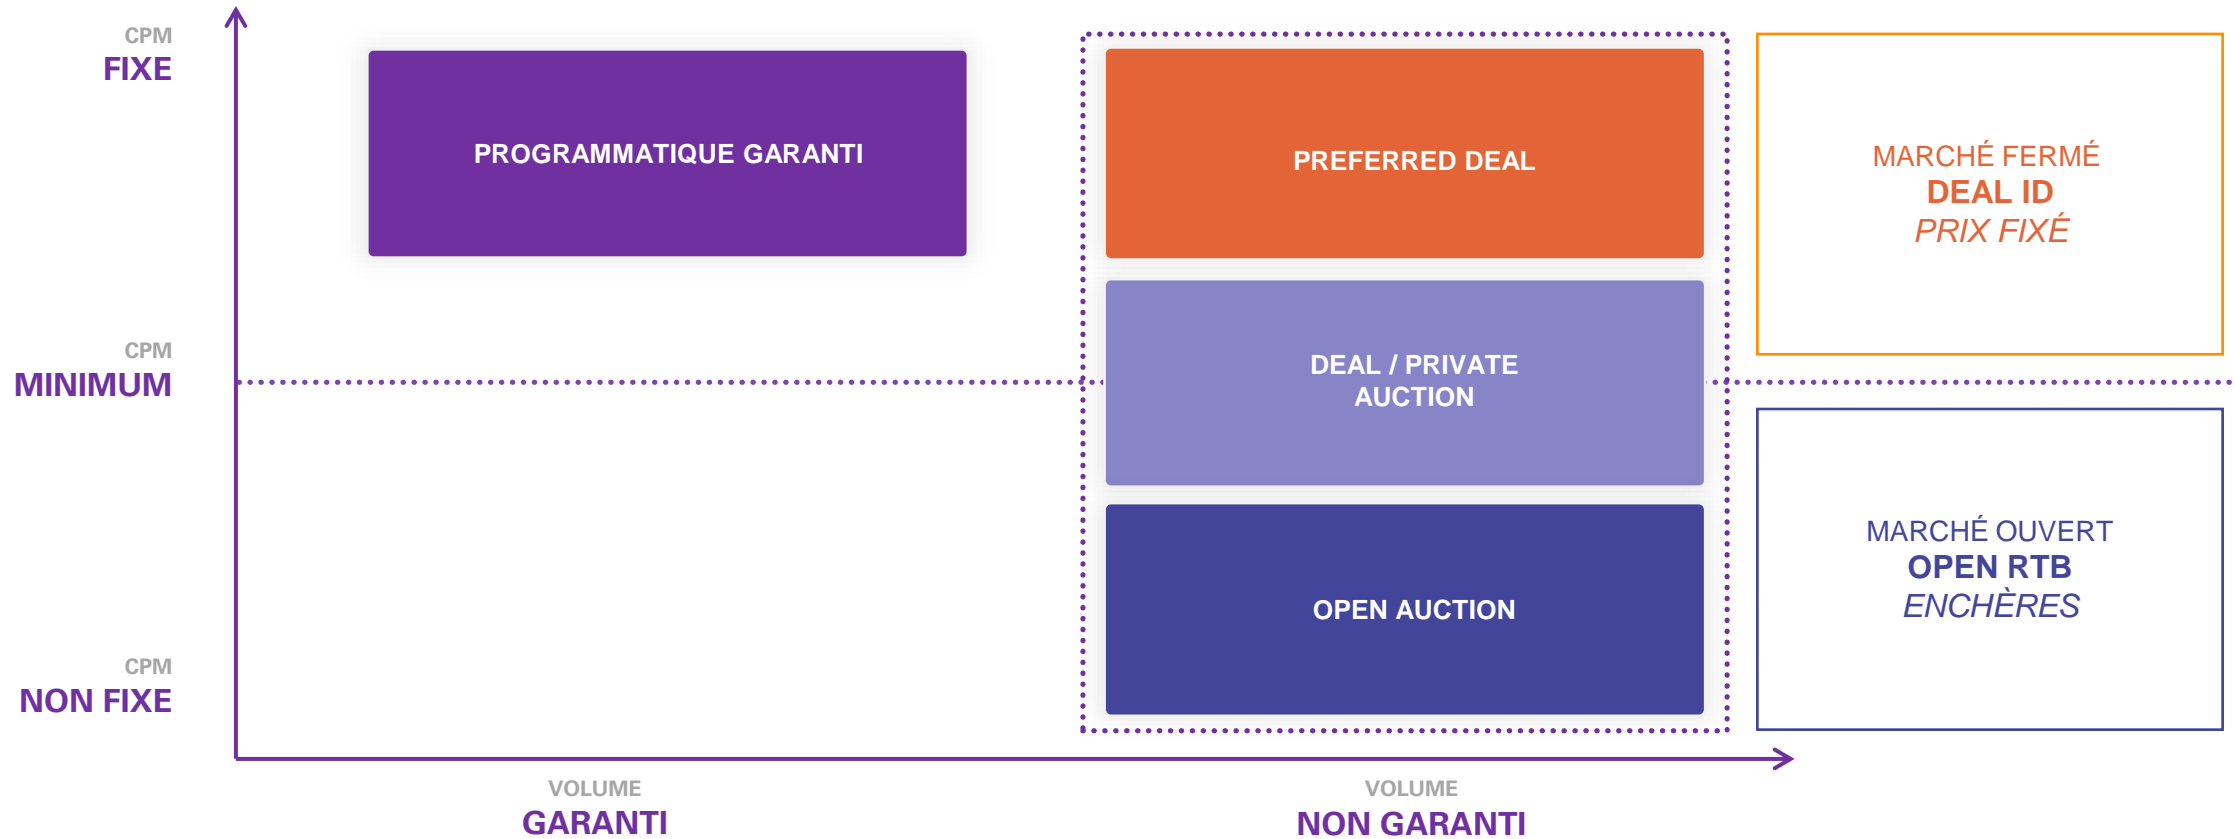 CPM
FIXE
PROGRAMMATIQUE GARANTI
PREFERRED DEAL
MARCHÉ FERMÉ
DEAL ID
PRIX FIXÉ
CPM
MINIMUM
DEAL / PRIVATE
AUCTION
MARCHÉ OUVERT
OPEN RTB
ENCHÈRES
OPEN AUCTION
CPM
NON FIXE
VOLUME
GARANTI
VOLUME
NON GARANTI